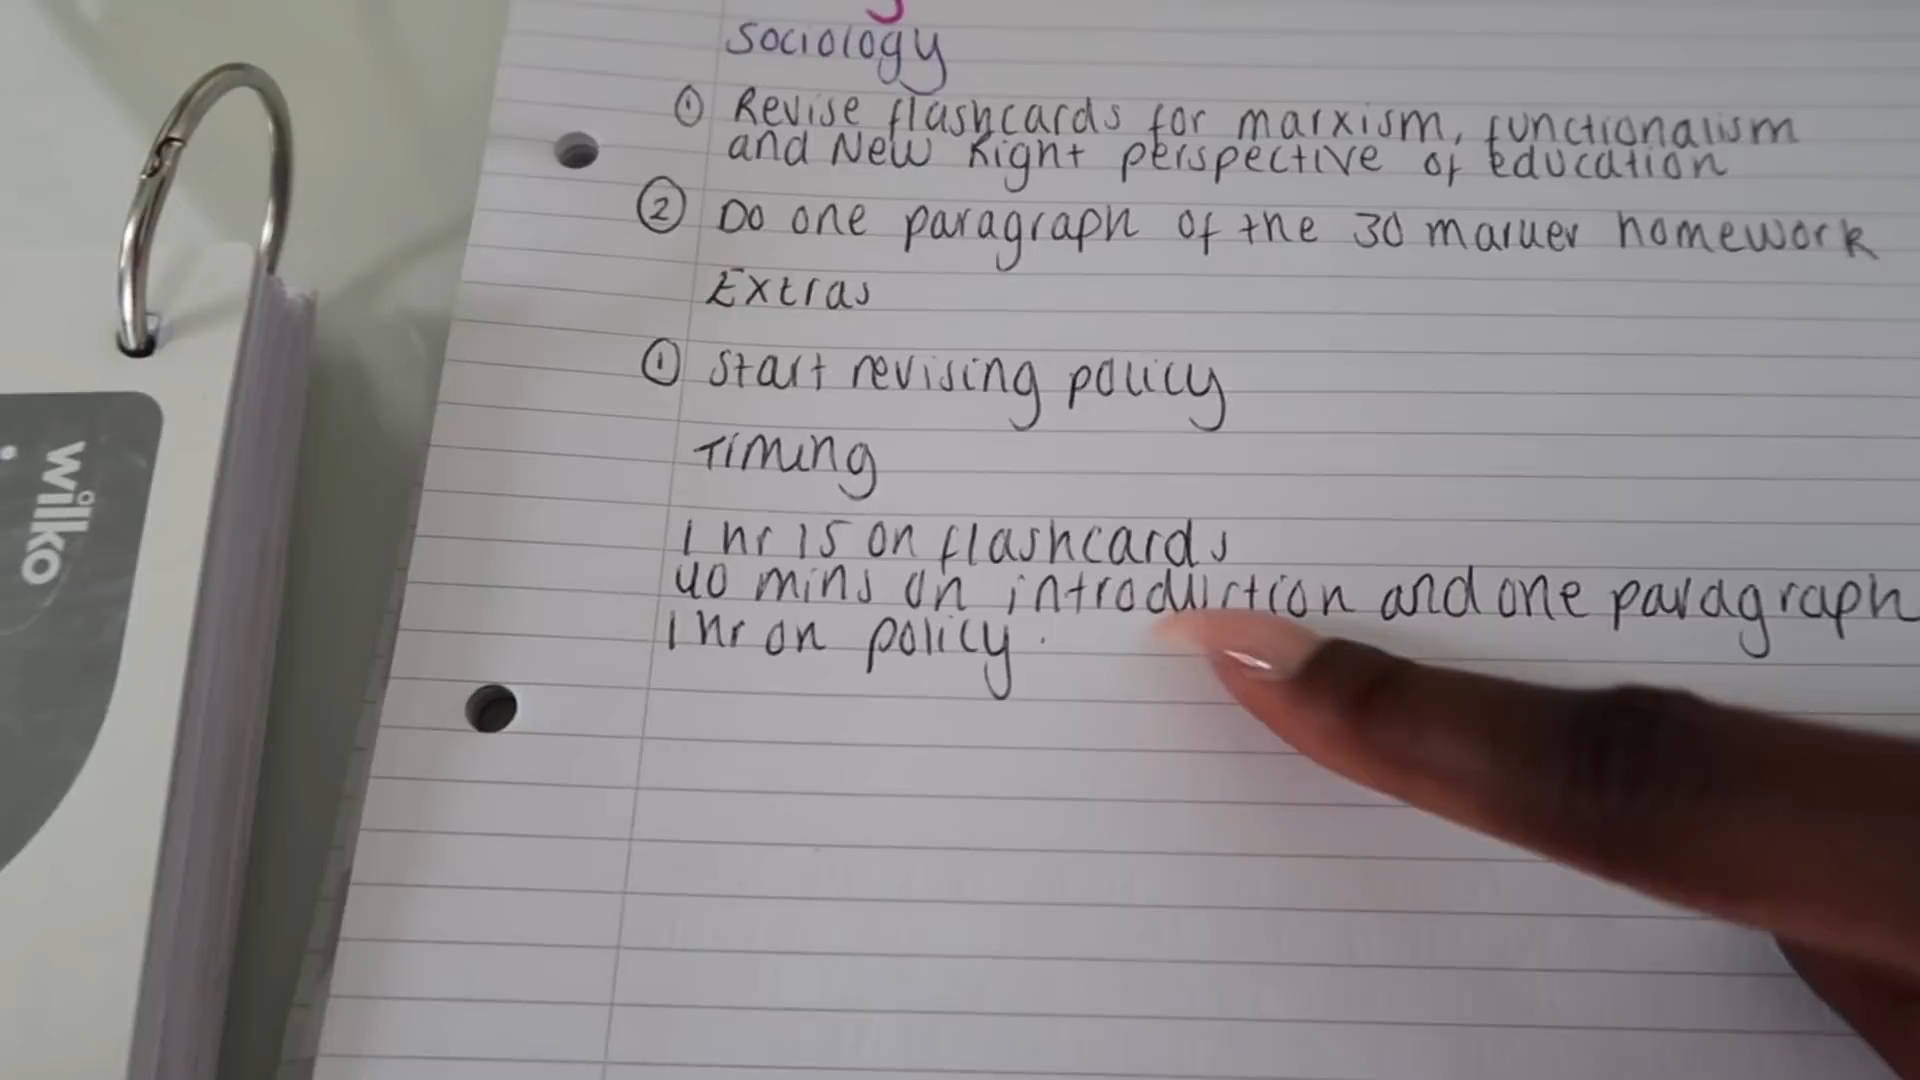 Sociology
① Revise flashcards for marxism, functionalism
and New Right perspective of education
② Do one paragraph of the 30 marker homework
Extras
① Start revising policy
Timing
1 hr 15 on flashcards
40 mins on introduction and one paragraph
1 hr on policy.
wilko